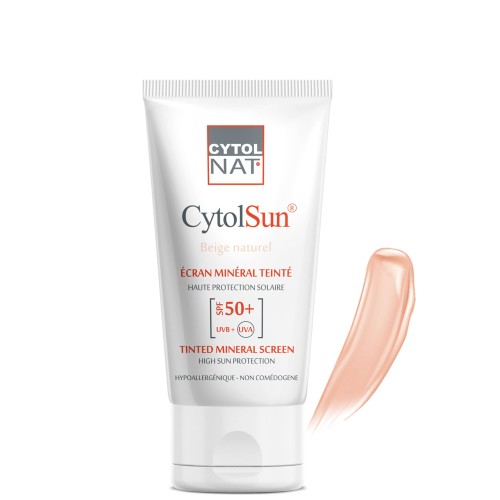 CYTOL
NAT®
CytolSun®
Beige naturel
ÉCRAN MINÉRAL TEINTÉ
HAUTE PROTECTION SOLAIRE
SPF 50+
UVB + UVA
TINTED MINERAL SCREEN
HIGH SUN PROTECTION
HYPOALLERGÉNIQUE - NON COMÉDOGENE